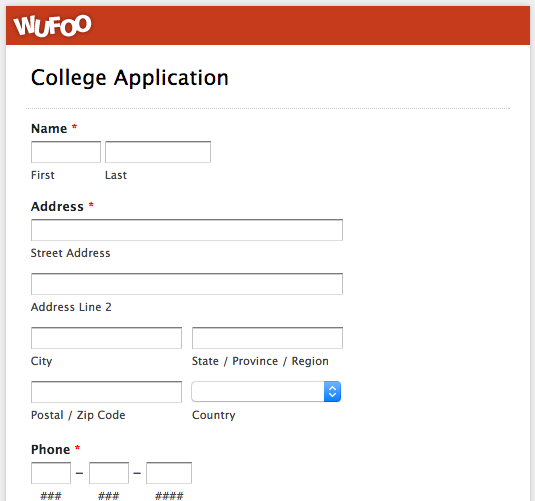 WUFOO
College Application
Name *
First Last
Address *
Street Address
Address Line 2
City State / Province / Region
Postal / Zip Code Country
Phone *
– –
### ### ####